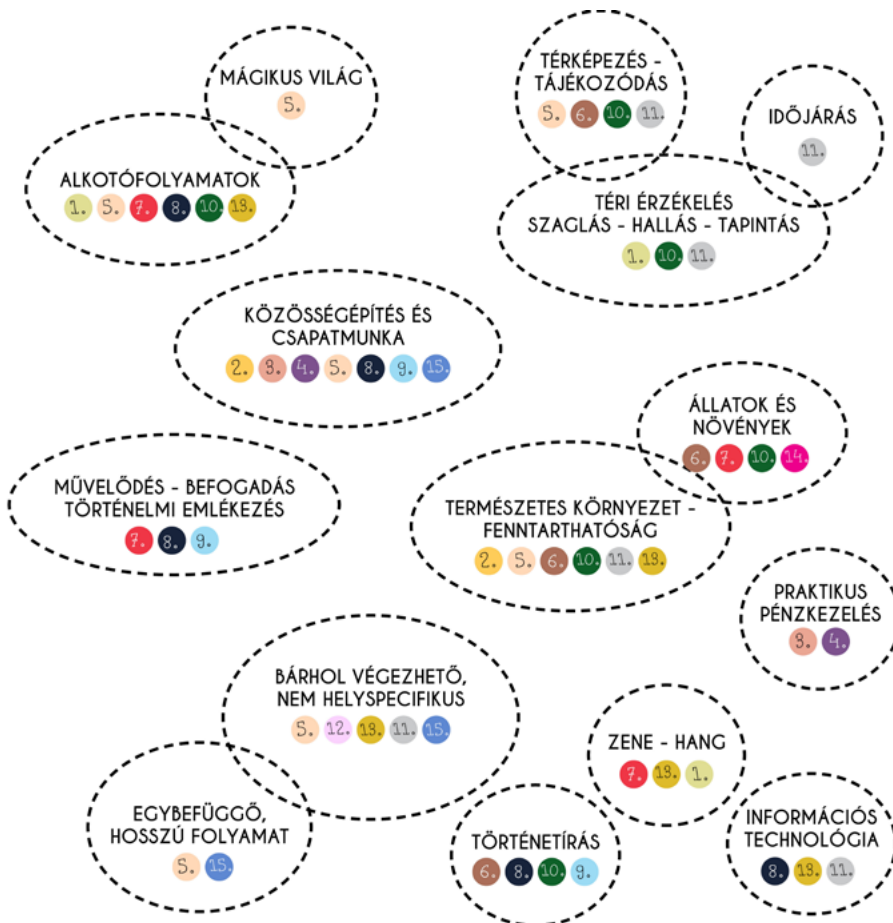 MÁGIKUS VILÁG
5.
ALKOTÓFOLYAMATOK
1. 5. 7. 8. 10. 13.
TÉRKÉPEZÉS -
TÁJÉKOZÓDÁS
5. 6. 10. 11.
IDŐJÁRÁS
11.
TÉRI ÉRZÉKELÉS
SZAGLÁS - HALLÁS - TAPINTÁS
1. 10. 11.
KÖZÖSSÉGÉPÍTÉS ÉS
CSAPATMUNKA
2. 3. 4. 5. 8. 9. 15.
ÁLLATOK ÉS
NÖVÉNYEK
6. 7. 10. 14.
MŰVELŐDÉS - BEFOGADÁS
TÖRTÉNELMI EMLÉKEZÉS
7. 8. 9.
TERMÉSZETES KÖRNYEZET -
FENNTARTHATÓSÁG
2. 5. 6. 10. 11. 13.
PRAKTIKUS
PÉNZKEZELÉS
3. 4.
BÁRHOL VÉGEZHETŐ,
NEM HELYSPECIFIKUS
5. 12. 13. 11. 15.
ZENE - HANG
7. 13. 1.
EGYBEFÜGGŐ,
HOSSZÚ FOLYAMAT
5. 15.
TÖRTÉNETÍRÁS
6. 8. 10. 9.
INFORMÁCIÓS
TECHNOLÓGIA
8. 13. 11.